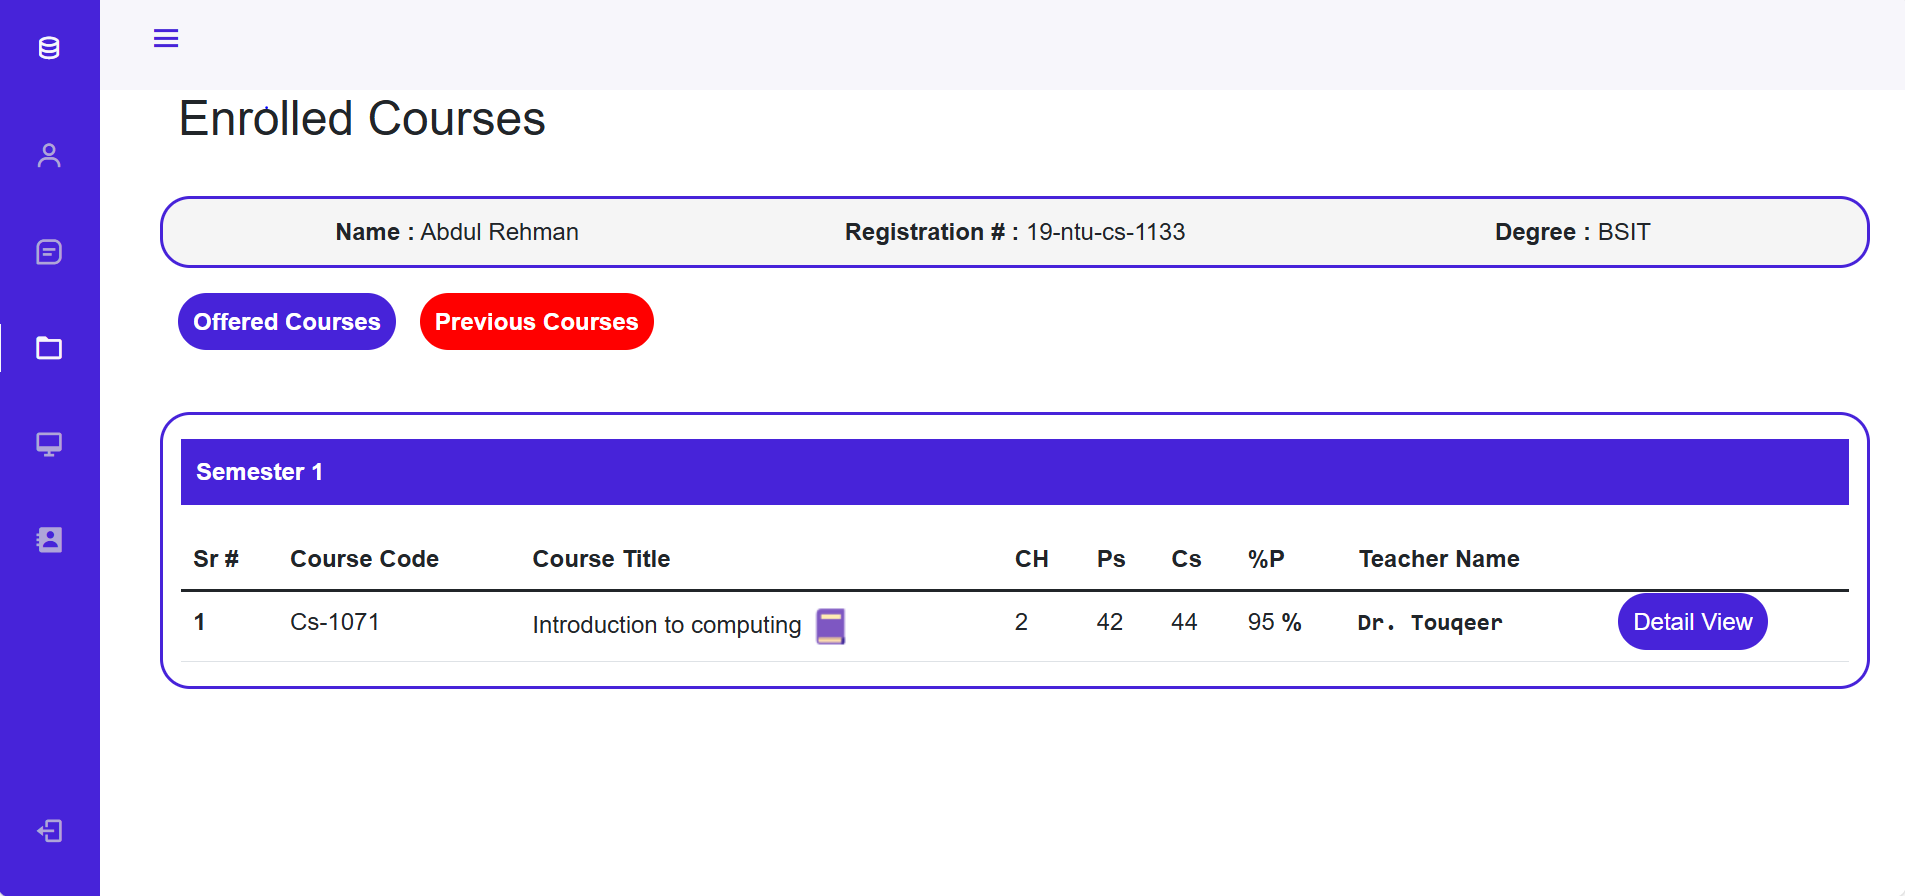 Enrolled Courses
Name : Abdul Rehman Registration # : 19-ntu-cs-1133 Degree : BSIT
Offered Courses Previous Courses
Semester 1
Sr # Course Code Course Title CH Ps Cs %P Teacher Name
1 Cs-1071 Introduction to computing 2 42 44 95 % Dr. Touqeer Detail View